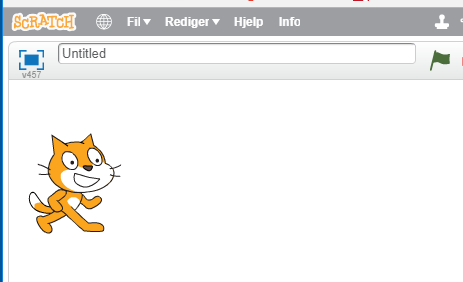 SCRATCH Fil Rediger Hjelp Info
Untitled
v457